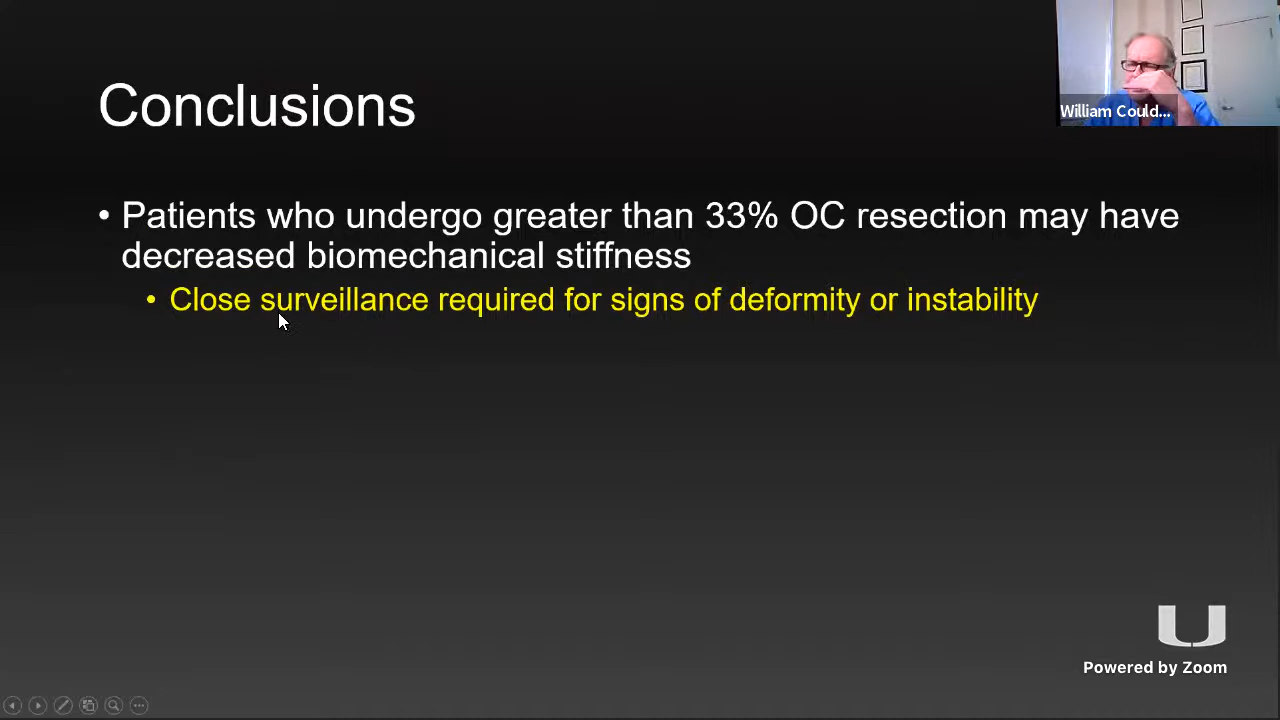 William Could...
Conclusions
• Patients who undergo greater than 33% OC resection may have
decreased biomechanical stiffness
• Close surveillance required for signs of deformity or instability
U
Powered by Zoom